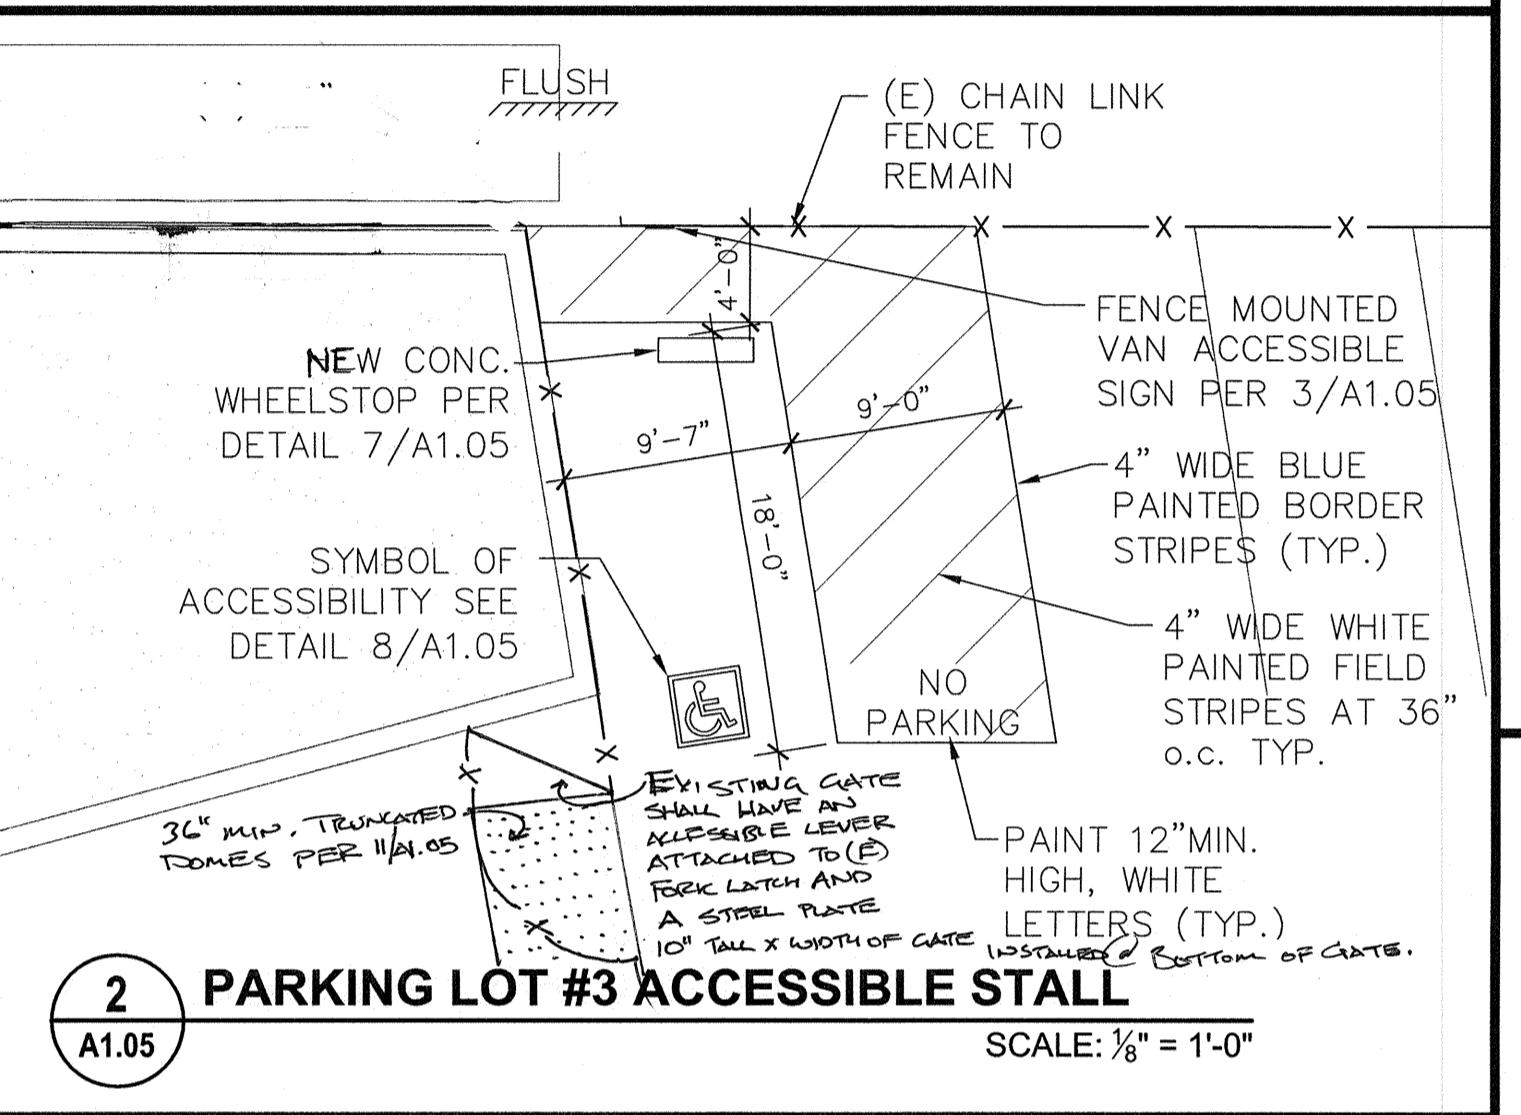 FLUSH
(E) CHAIN LINK
FENCE TO
REMAIN
4'-0"
FENCE MOUNTED
VAN ACCESSIBLE
SIGN PER 3/A1.05
NEW CONC.
WHEELSTOP PER
DETAIL 7/A1.05
9'-7"
9'-0"
18'-0"
4" WIDE BLUE
PAINTED BORDER
STRIPES (TYP.)
SYMBOL OF
ACCESSIBILITY SEE
DETAIL 8/A1.05
4" WIDE WHITE
PAINTED FIELD
STRIPES AT 36"
o.c. TYP.
NO
PARKING
36" MIN. TRUNCATED
DOMES PER 11/A1.05
EXISTING GATE
SHALL HAVE AN
ACCESSIBLE LEVER
ATTACHED TO (E)
FORK LATCH AND
A STEEL PLATE
10" TALL X WIDTH OF GATE INSTALLED @ BOTTOM OF GATE.
PAINT 12"MIN.
HIGH, WHITE
LETTERS (TYP.)
2
A1.05
PARKING LOT #3 ACCESSIBLE STALL
SCALE: ⅛" = 1'-0"